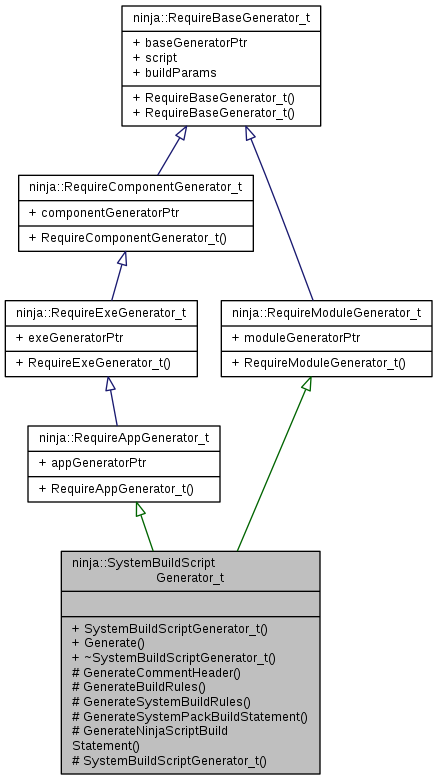 ninja::RequireBaseGenerator_t
+ baseGeneratorPtr
+ script
+ buildParams
+ RequireBaseGenerator_t()
+ RequireBaseGenerator_t()
ninja::RequireComponentGenerator_t
+ componentGeneratorPtr
+ RequireComponentGenerator_t()
ninja::RequireExeGenerator_t
+ exeGeneratorPtr
+ RequireExeGenerator_t()
ninja::RequireModuleGenerator_t
+ moduleGeneratorPtr
+ RequireModuleGenerator_t()
ninja::RequireAppGenerator_t
+ appGeneratorPtr
+ RequireAppGenerator_t()
ninja::SystemBuildScript
Generator_t
+ SystemBuildScriptGenerator_t()
+ Generate()
+ ~SystemBuildScriptGenerator_t()
# GenerateCommentHeader()
# GenerateBuildRules()
# GenerateSystemBuildRules()
# GenerateSystemPackBuildStatement()
# GenerateNinjaScriptBuild
Statement()
# SystemBuildScriptGenerator_t()